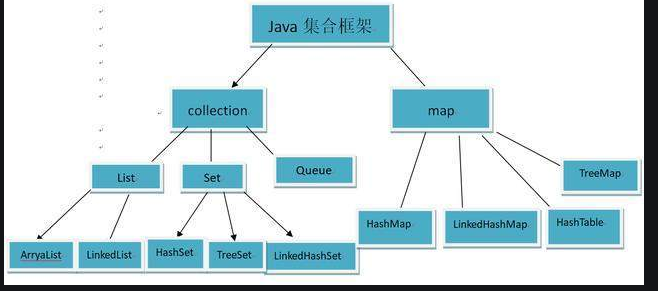 Java 集合框架
collection
map
List
Set
Queue
TreeMap
HashMap
LinkedHashMap
HashTable
ArryaList
LinkedList
HashSet
TreeSet
LinkedHashSet